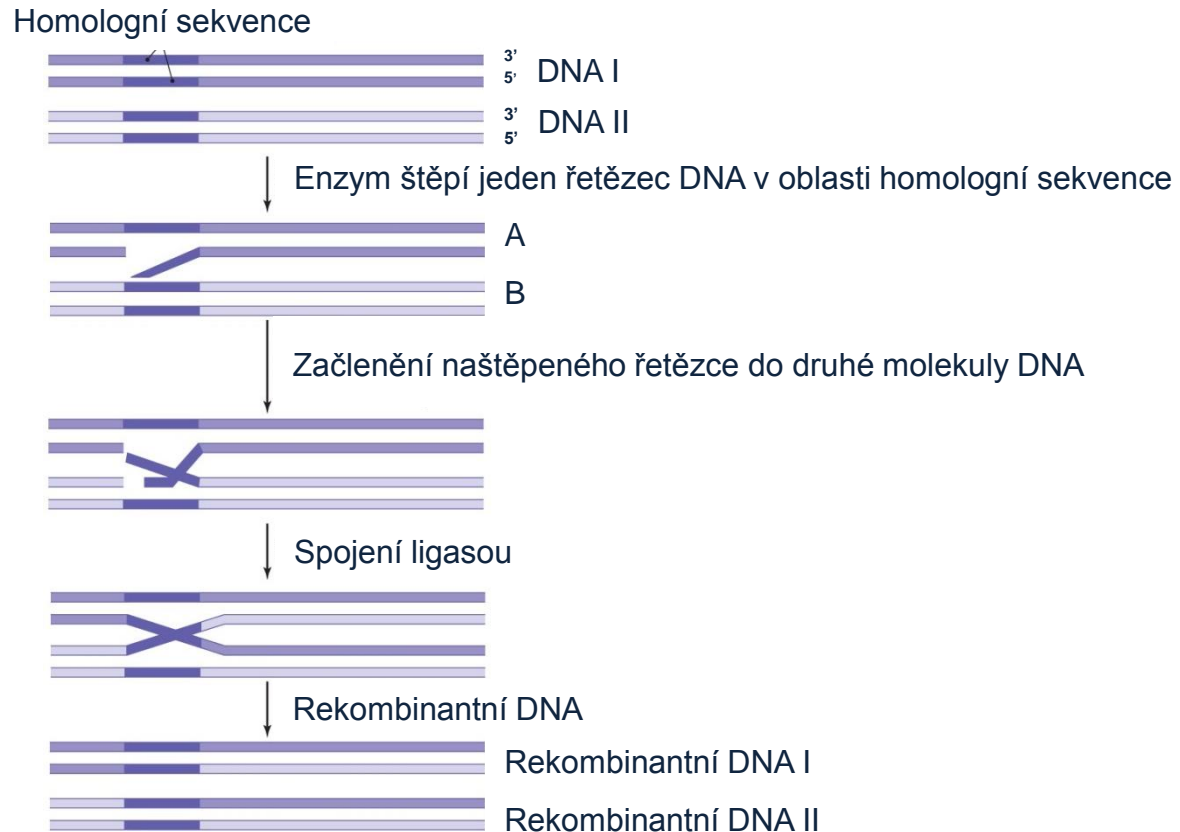 Homologní sekvence
3’
5’ DNA I
3’
5’ DNA II
Enzym štěpí jeden řetězec DNA v oblasti homologní sekvence
A
B
Začlenění naštěpeného řetězce do druhé molekuly DNA
Spojení ligasou
Rekombinantní DNA
Rekombinantní DNA I
Rekombinantní DNA II